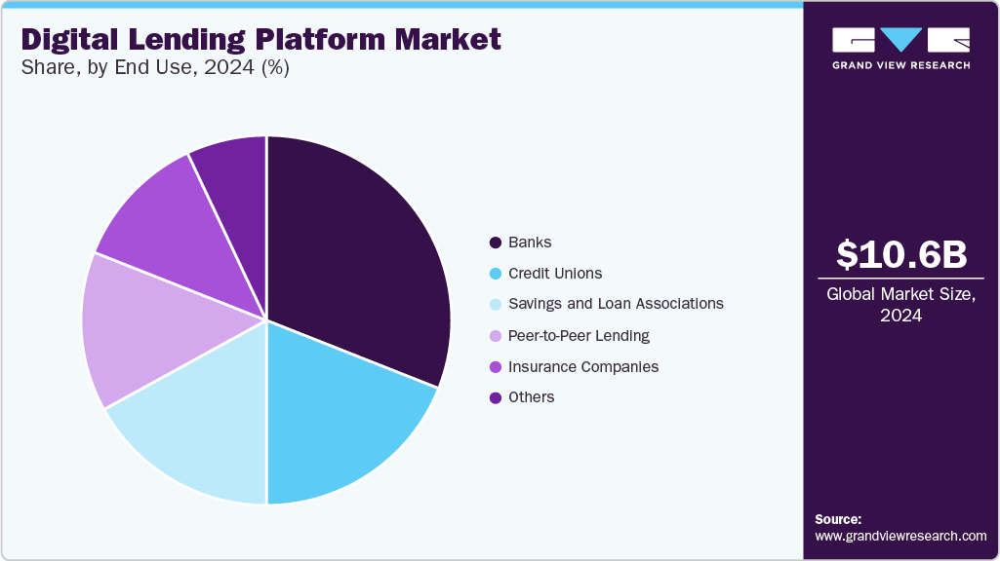 Digital Lending Platform Market
Share, by End Use, 2024 (%)
GRAND VIEW RESEARCH
Banks
Credit Unions
Savings and Loan Associations
Peer-to-Peer Lending
Insurance Companies
Others
$10.6B
Global Market Size,
2024
Source:
www.grandviewresearch.com